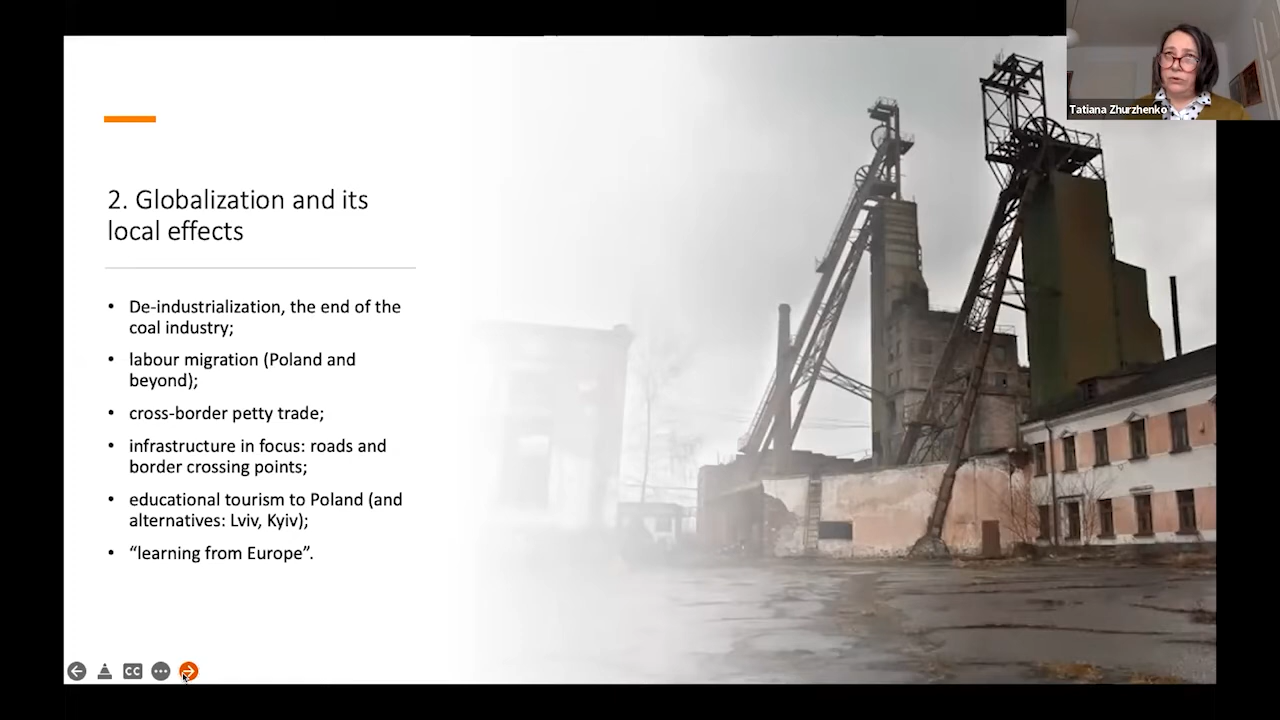 Tatiana Zhurzhenko
2. Globalization and its
local effects
• De-industrialization, the end of the
coal industry;
• labour migration (Poland and
beyond);
• cross-border petty trade;
• infrastructure in focus: roads and
border crossing points;
• educational tourism to Poland (and
alternatives: Lviv, Kyiv);
• “learning from Europe”.
CC